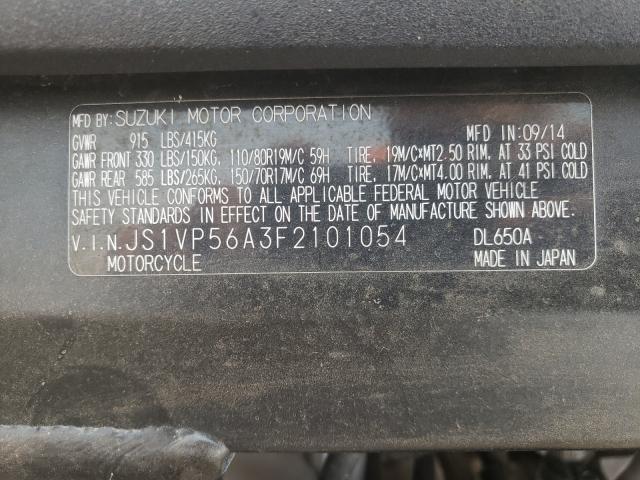 MFD BY: SUZUKI MOTOR CORPORATION
GVWR 915 LBS/415KG MFD IN: 09/14
GAWR FRONT 330 LBS/150KG, 110/80R19M/C 59H TIRE, 19M/C×MT2.50 RIM. AT 33 PSI COLD
GAWR REAR 585 LBS/265KG, 150/70R17M/C 69H TIRE, 17M/C×MT4.00 RIM. AT 41 PSI COLD
THIS VEHICLE CONFORMS TO ALL APPLICABLE FEDERAL MOTOR VEHICLE
SAFETY STANDARDS IN EFFECT ON THE DATE OF MANUFACTURE SHOWN ABOVE.
V.I.N.JS1VP56A3F2101054 DL650A
MOTORCYCLE MADE IN JAPAN